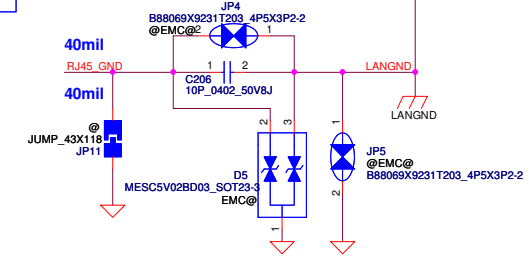 JP4
B88069X9231T203_4P5X3P2-2
@EMC@
2
1
40mil
RJ45_GND
1
2
LANGND
C206
10P_0402_50V8J
40mil
LANGND
@
JUMP_43X118
JP11
2
3
1
JP5
@EMC@
B88069X9231T203_4P5X3P2-2
D5
MESC5V02BD03_SOT23-3
EMC@
2
1